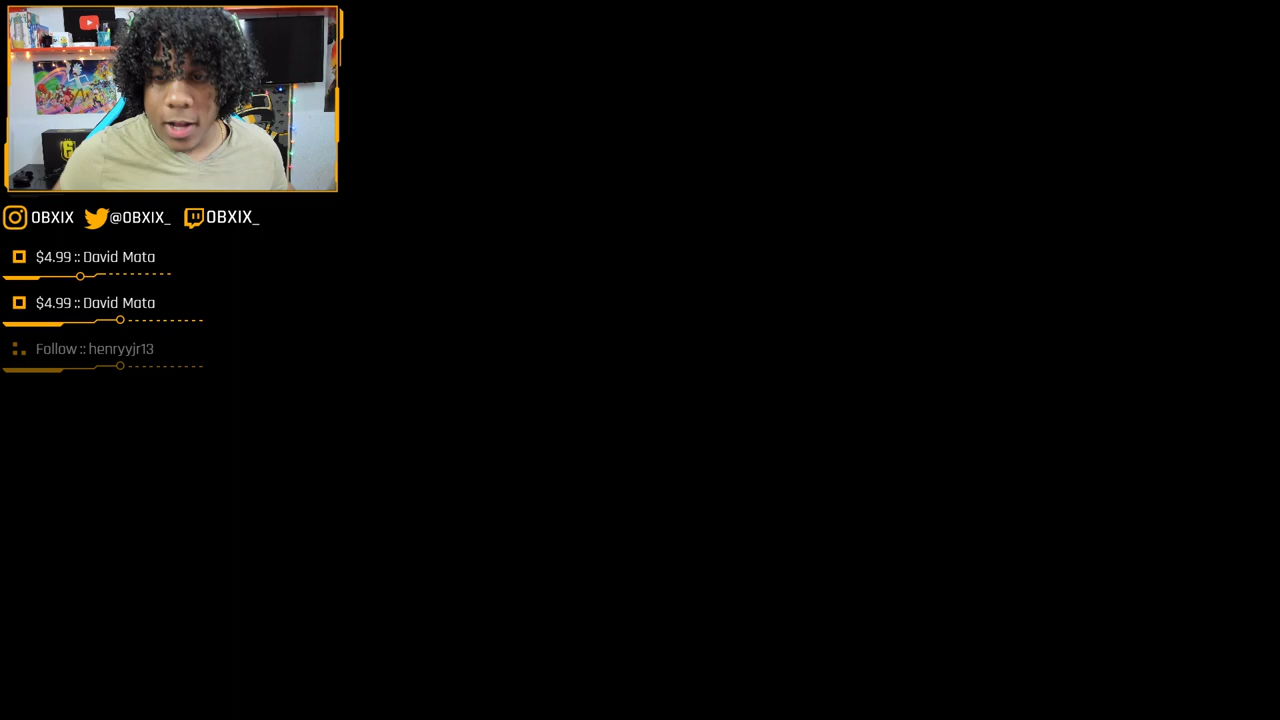 OBXIX @OBXIX_ OBXIX_
$4.99 :: David Mata
$4.99 :: David Mata
Follow :: henryyjr13